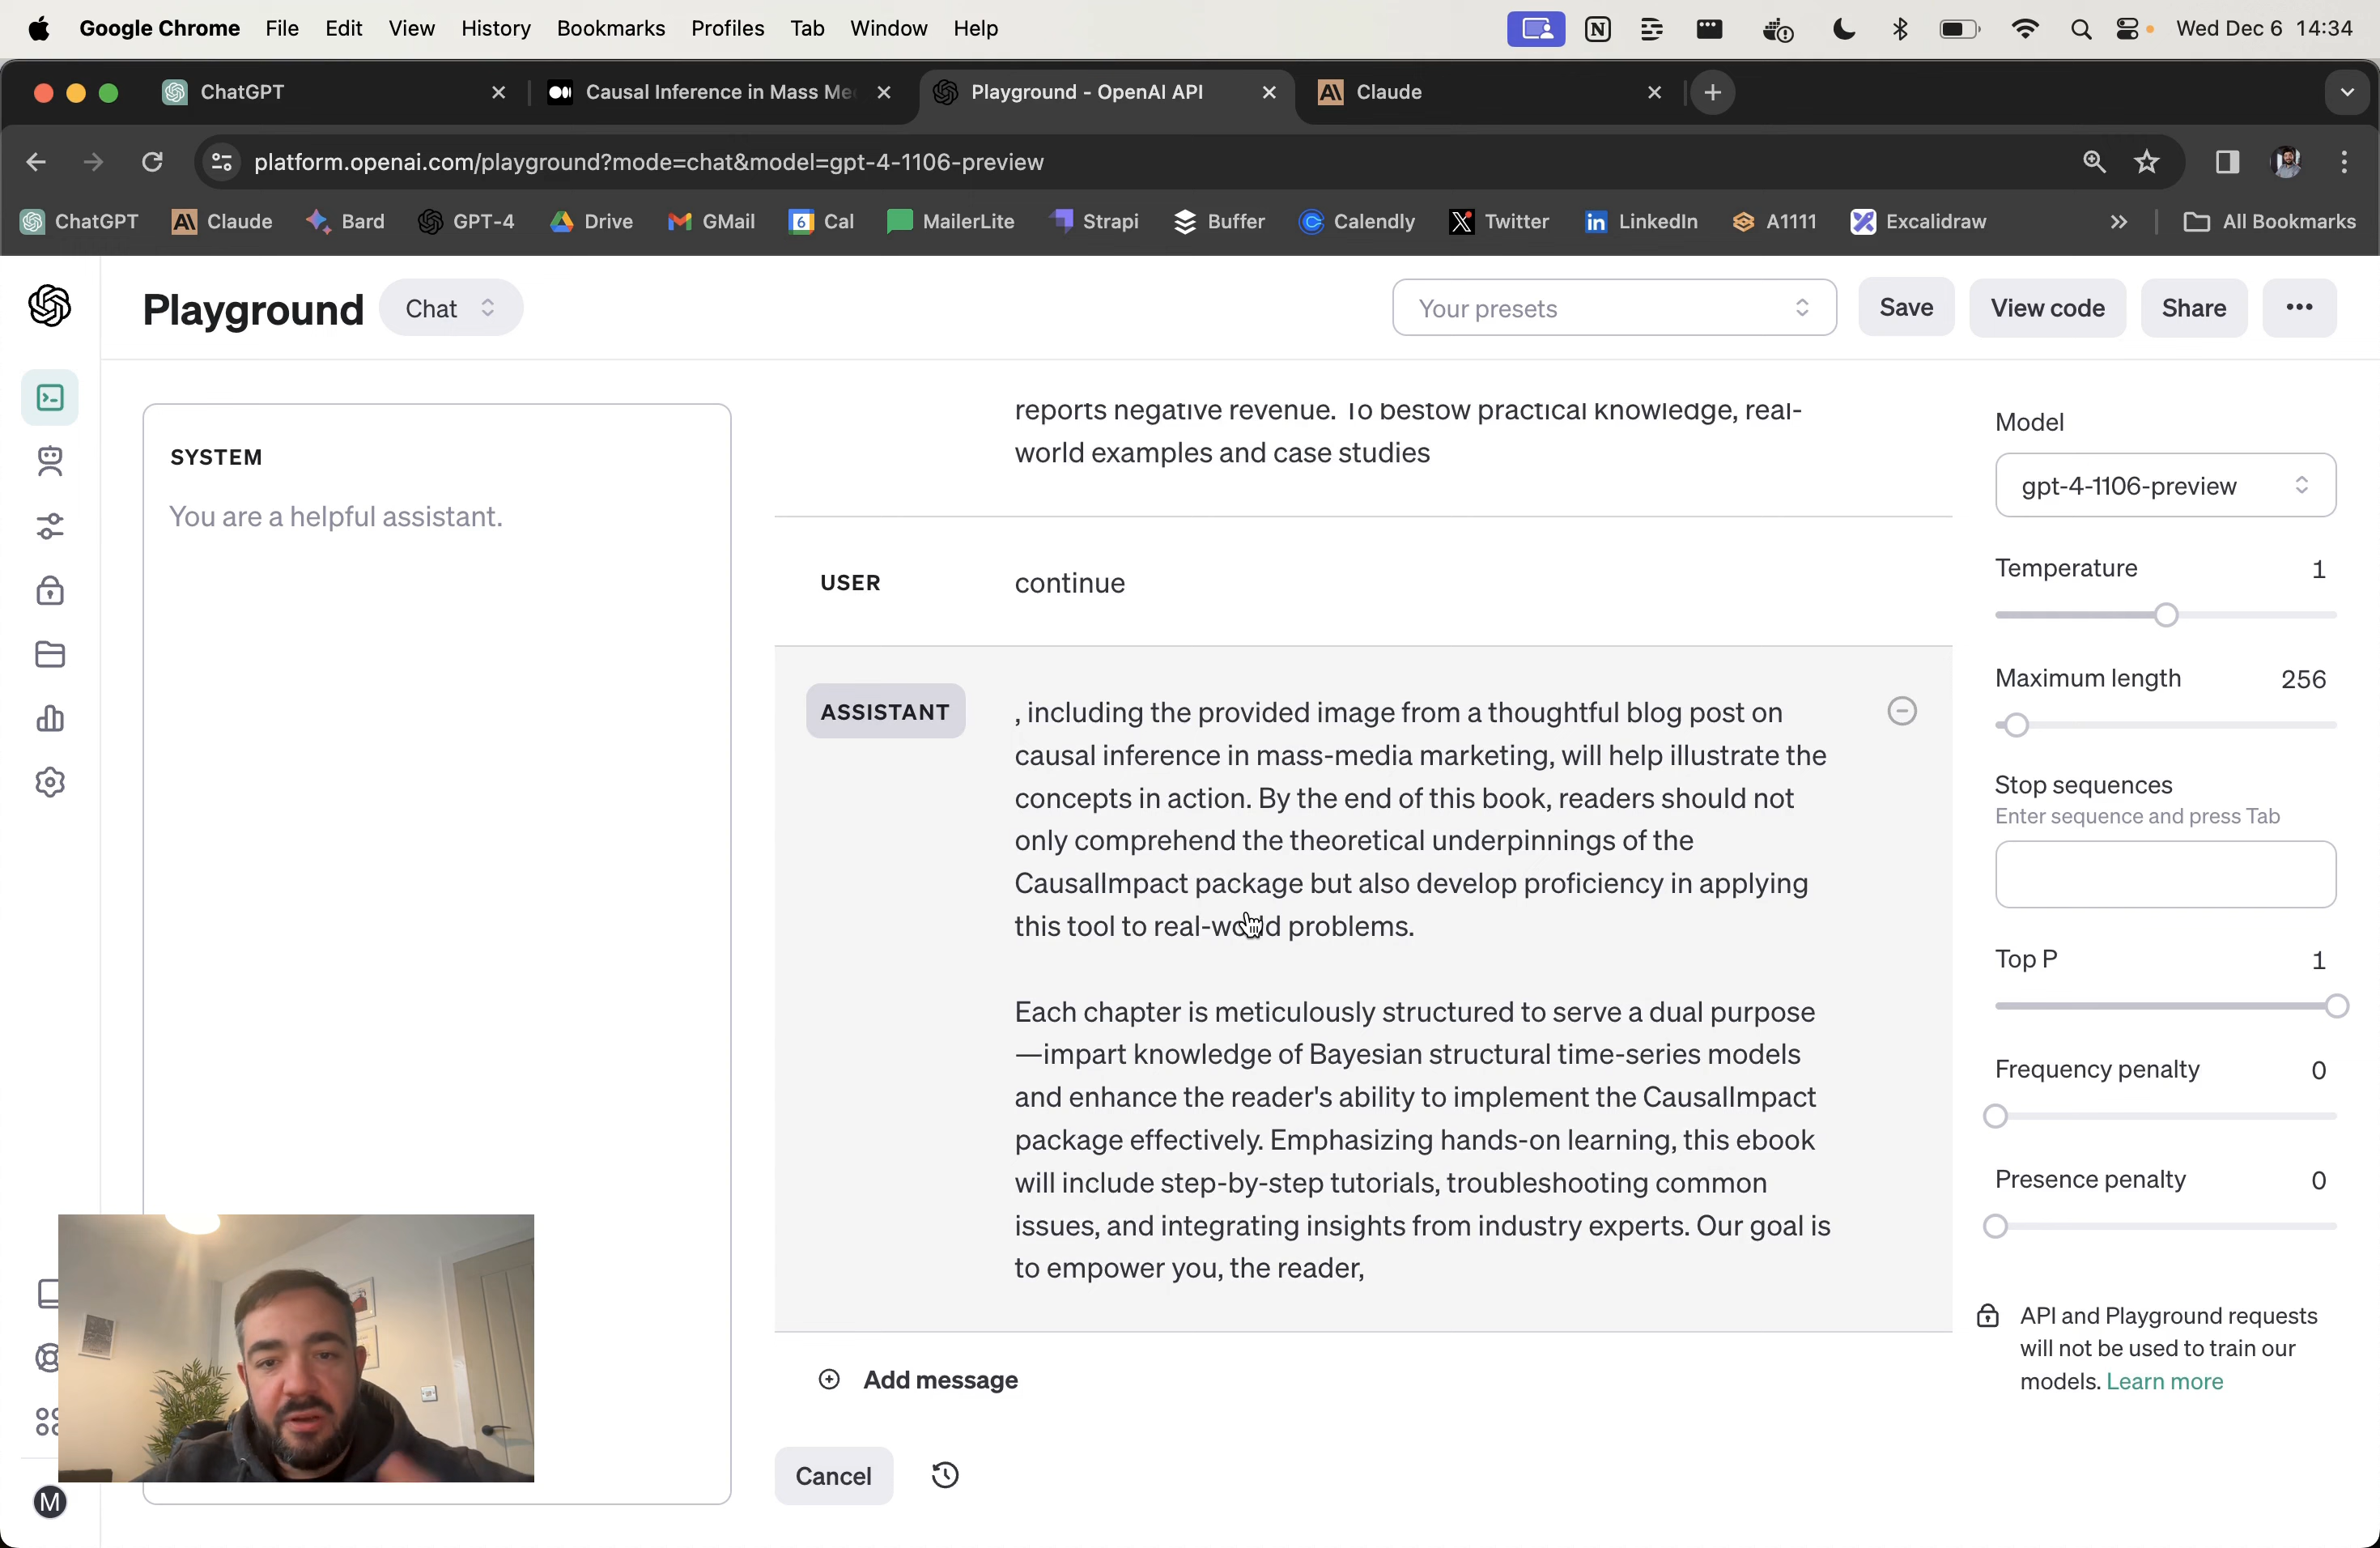 Google Chrome File Edit View History Bookmarks Profiles Tab Window Help Wed Dec 6 14:34
ChatGPT Causal Inference in Mass Me Playground - OpenAI API Claude
platform.openai.com/playground?mode=chat&model=gpt-4-1106-preview
ChatGPT Claude Bard GPT-4 Drive GMail 6 Cal MailerLite Strapi Buffer Calendly Twitter LinkedIn A1111 Excalidraw » All Bookmarks
Playground Chat Your presets Save View code Share
SYSTEM
You are a helpful assistant.
reports negative revenue. To bestow practical knowledge, real-
world examples and case studies
USER continue
ASSISTANT
, including the provided image from a thoughtful blog post on
causal inference in mass-media marketing, will help illustrate the
concepts in action. By the end of this book, readers should not
only comprehend the theoretical underpinnings of the
CausalImpact package but also develop proficiency in applying
this tool to real-world problems.
Each chapter is meticulously structured to serve a dual purpose
—impart knowledge of Bayesian structural time-series models
and enhance the reader's ability to implement the CausalImpact
package effectively. Emphasizing hands-on learning, this ebook
will include step-by-step tutorials, troubleshooting common
issues, and integrating insights from industry experts. Our goal is
to empower you, the reader,
Add message
Cancel
Model
gpt-4-1106-preview
Temperature 1
Maximum length 256
Stop sequences
Enter sequence and press Tab
Top P 1
Frequency penalty 0
Presence penalty 0
API and Playground requests
will not be used to train our
models. Learn more
M